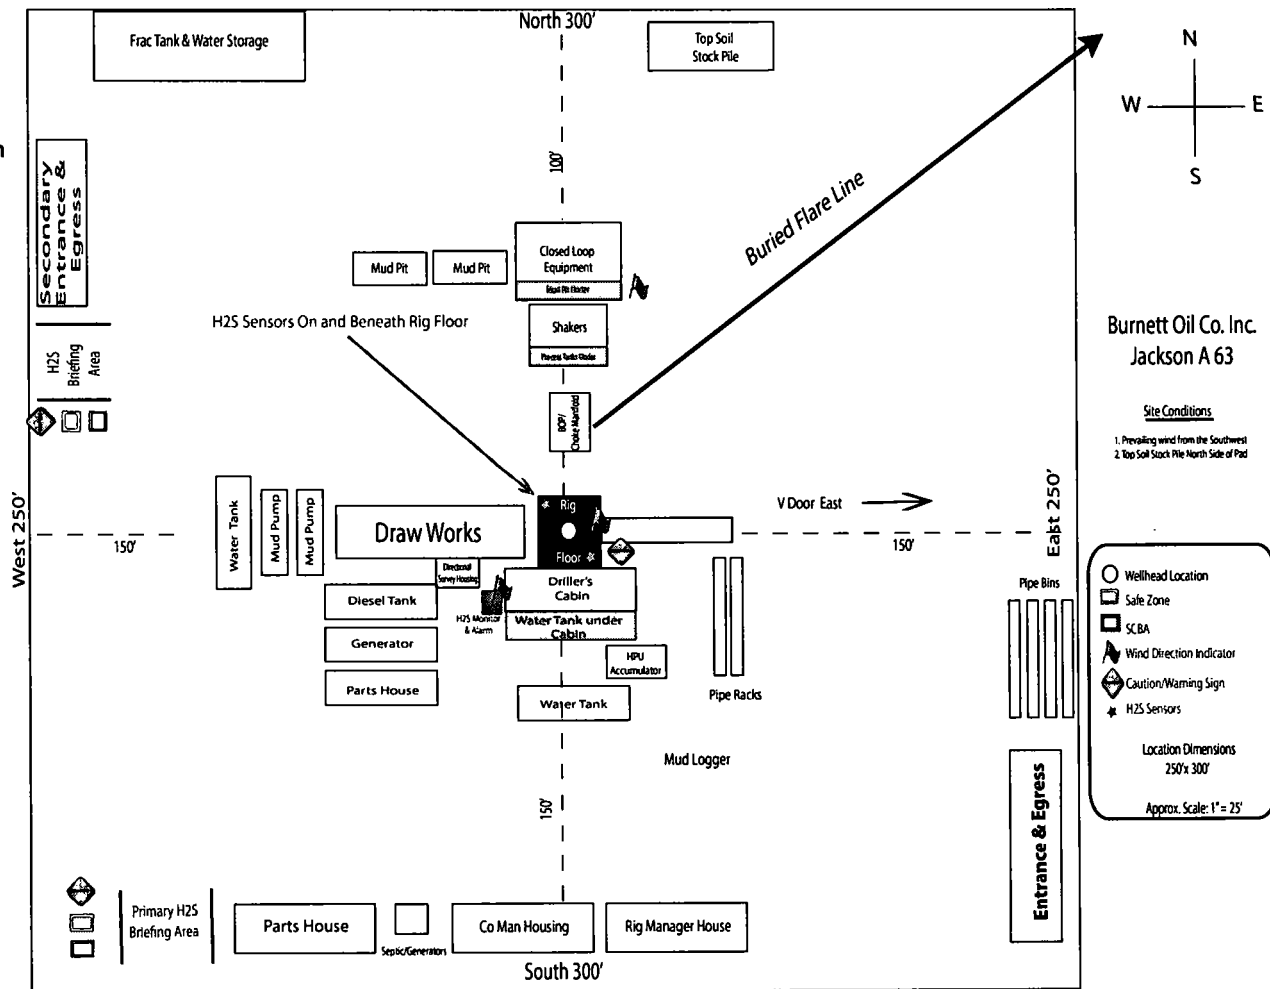 North 300'
Frac Tank & Water Storage
Top Soil
Stock Pile
N
W
E
S
Secondary
Entrance &
Egress
100'
Buried Flare Line
Closed Loop
Equipment
Mud Pit
Mud Pit
H2S Sensors On and Beneath Rig Floor
Shakers
H2S
Briefing
Area
BOP/
Choke Manifold
Burnett Oil Co. Inc.
Jackson A 63
Site Conditions
1. Prevailing wind from the Southwest
2. Top Soil Stock Pile North Side of Pad
West 250'
150'
Water Tank
Mud Pump
Mud Pump
Draw Works
Rig
Floor
V Door East
150'
East 250'
Directional
Survey Housing
Driller's
Cabin
Water Tank under
Cabin
H2S Monitor
& Alarm
Diesel Tank
Generator
Parts House
HPU
Accumulator
Water Tank
Pipe Racks
Pipe Bins
Mud Logger
150'
Wellhead Location
Safe Zone
SCBA
Wind Direction Indicator
Caution/Warning Sign
H2S Sensors
Location Dimensions
250'x 300'
Approx. Scale: 1" = 25'
Entrance & Egress
Primary H2S
Briefing Area
Parts House
Septic/Generators
Co Man Housing
Rig Manager House
South 300'